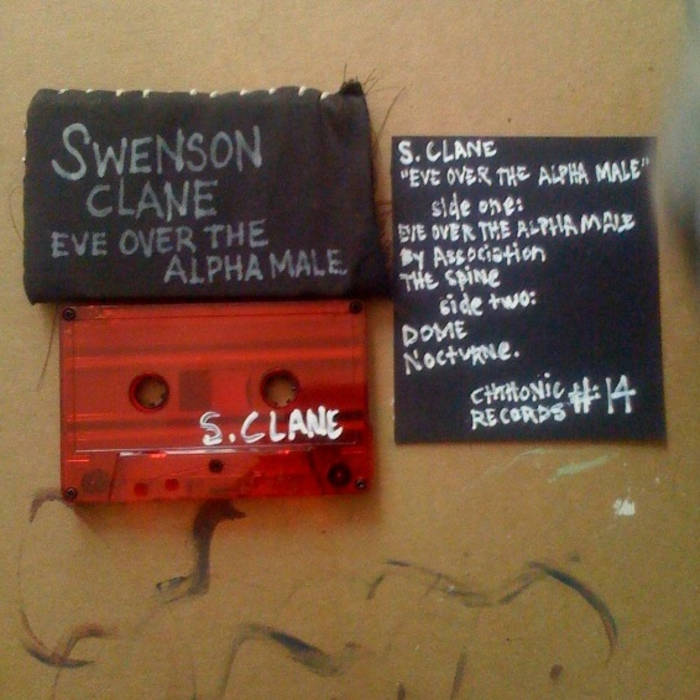 SWENSON
CLANE
EVE OVER THE
ALPHA MALE
S. CLANE
S. CLANE
"EVE OVER THE ALPHA MALE"
side one:
EVE OVER THE ALPHA MALE
By Association
THE SPiNe
side two:
DOME
NocTURNe.
CHTHONIC
RECORDS #:14